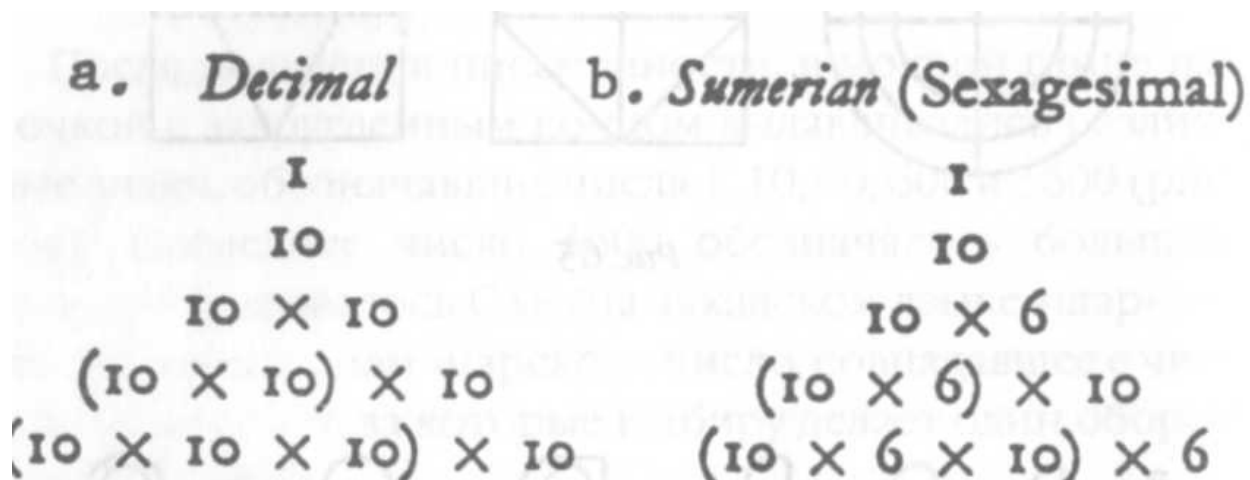 a. Decimal b. Sumerian (Sexagesimal)
1 1
10 10
10 × 10 10 × 6
(10 × 10) × 10 (10 × 6) × 10
(10 × 10 × 10) × 10 (10 × 6 × 10) × 6